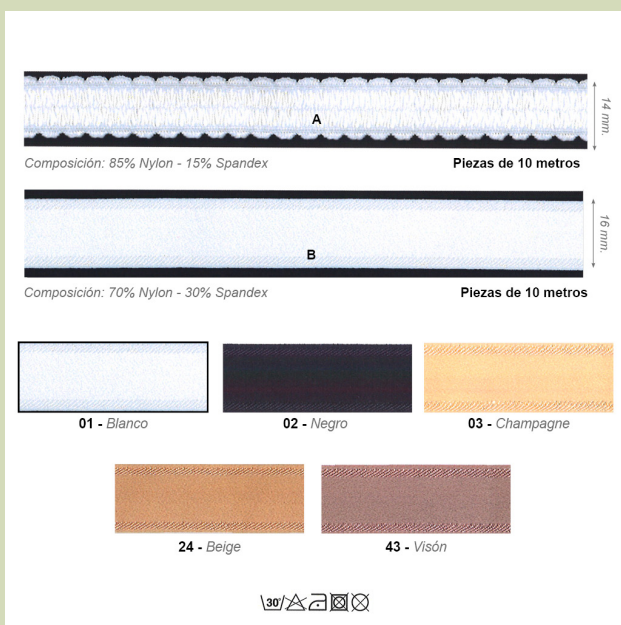 A
14 mm.
Composición: 85% Nylon - 15% Spandex
Piezas de 10 metros
B
16 mm.
Composición: 70% Nylon - 30% Spandex
Piezas de 10 metros
01 - Blanco
02 - Negro
03 - Champagne
24 - Beige
43 - Visón
30°